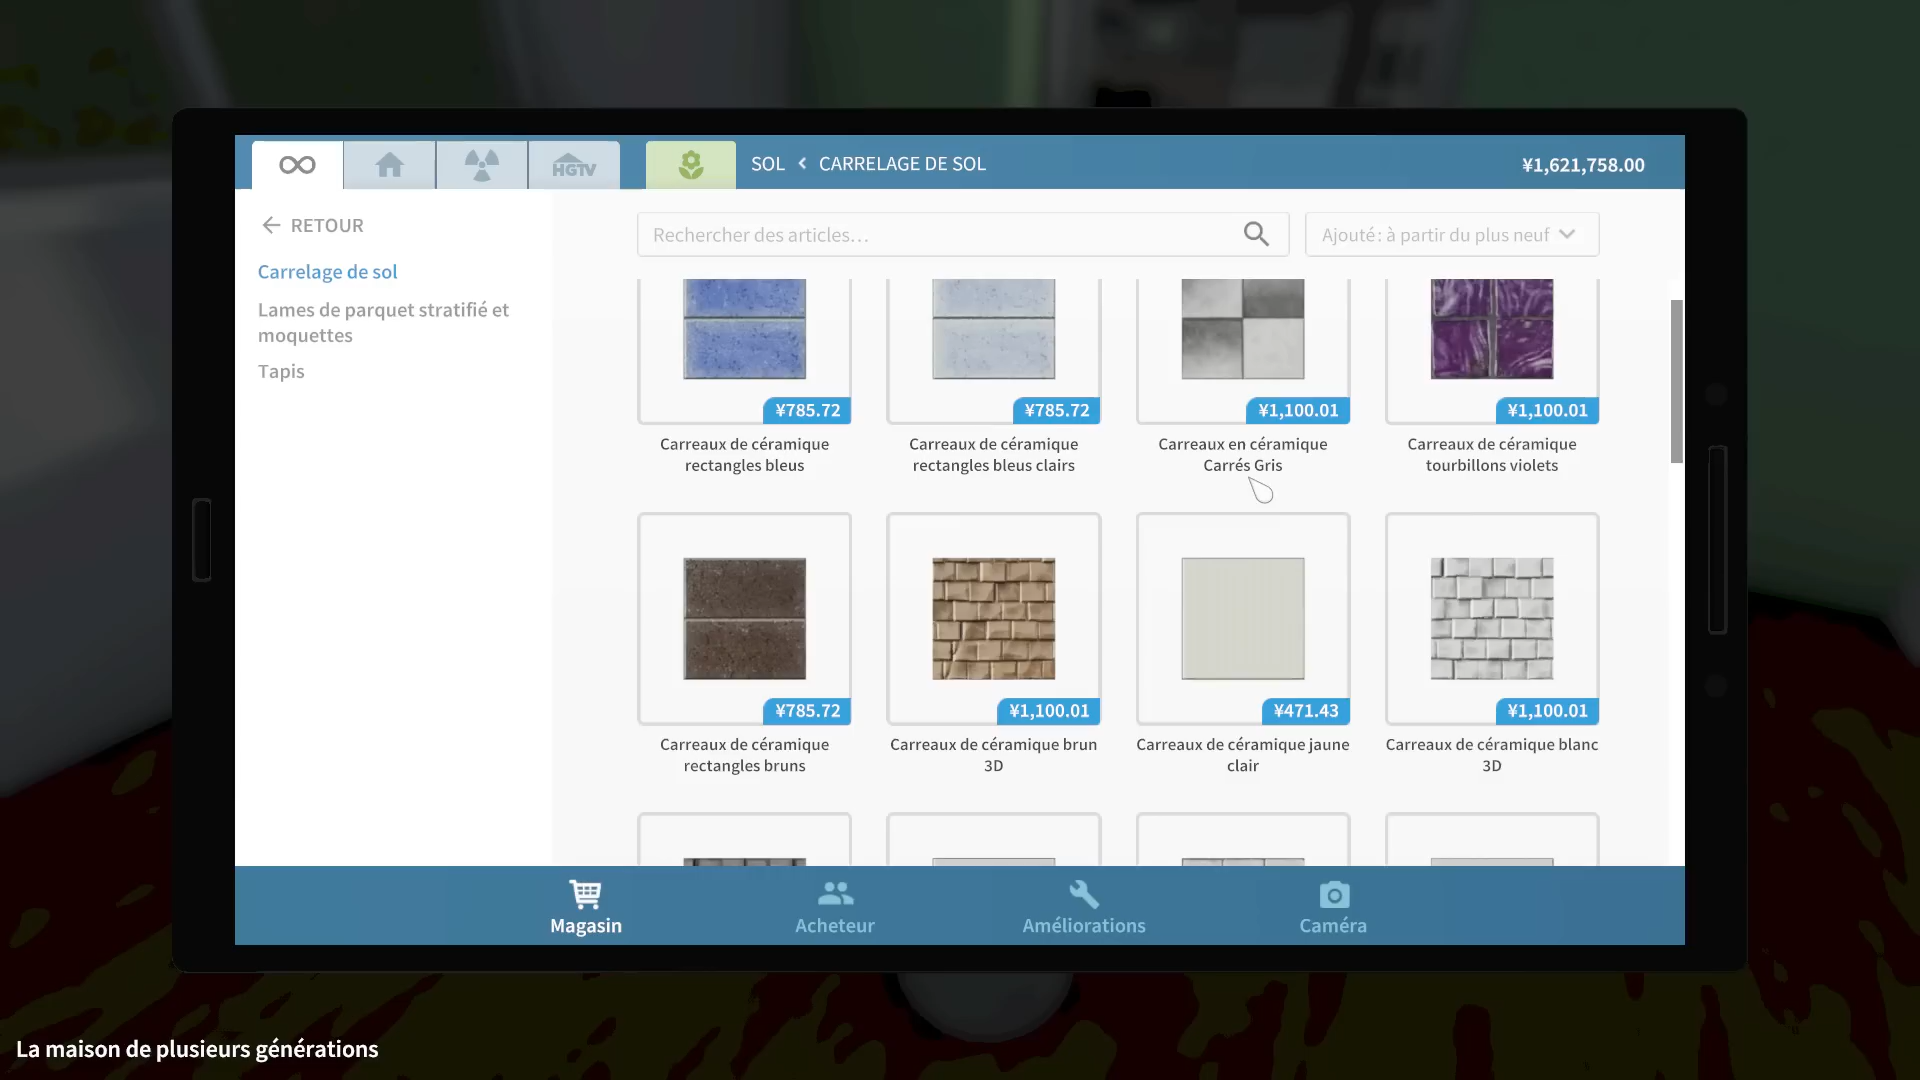 HGTV
SOL < CARRELAGE DE SOL
¥1,621,758.00
RETOUR
Carrelage de sol
Lames de parquet stratifié et
moquettes
Tapis
Rechercher des articles…
Ajouté : à partir du plus neuf
¥785.72
¥785.72
¥1,100.01
¥1,100.01
Carreaux de céramique
rectangles bleus
Carreaux de céramique
rectangles bleus clairs
Carreaux en céramique
Carrés Gris
Carreaux de céramique
tourbillons violets
¥785.72
¥1,100.01
¥471.43
¥1,100.01
Carreaux de céramique
rectangles bruns
Carreaux de céramique brun
3D
Carreaux de céramique jaune
clair
Carreaux de céramique blanc
3D
Magasin
Acheteur
Améliorations
Caméra
La maison de plusieurs générations